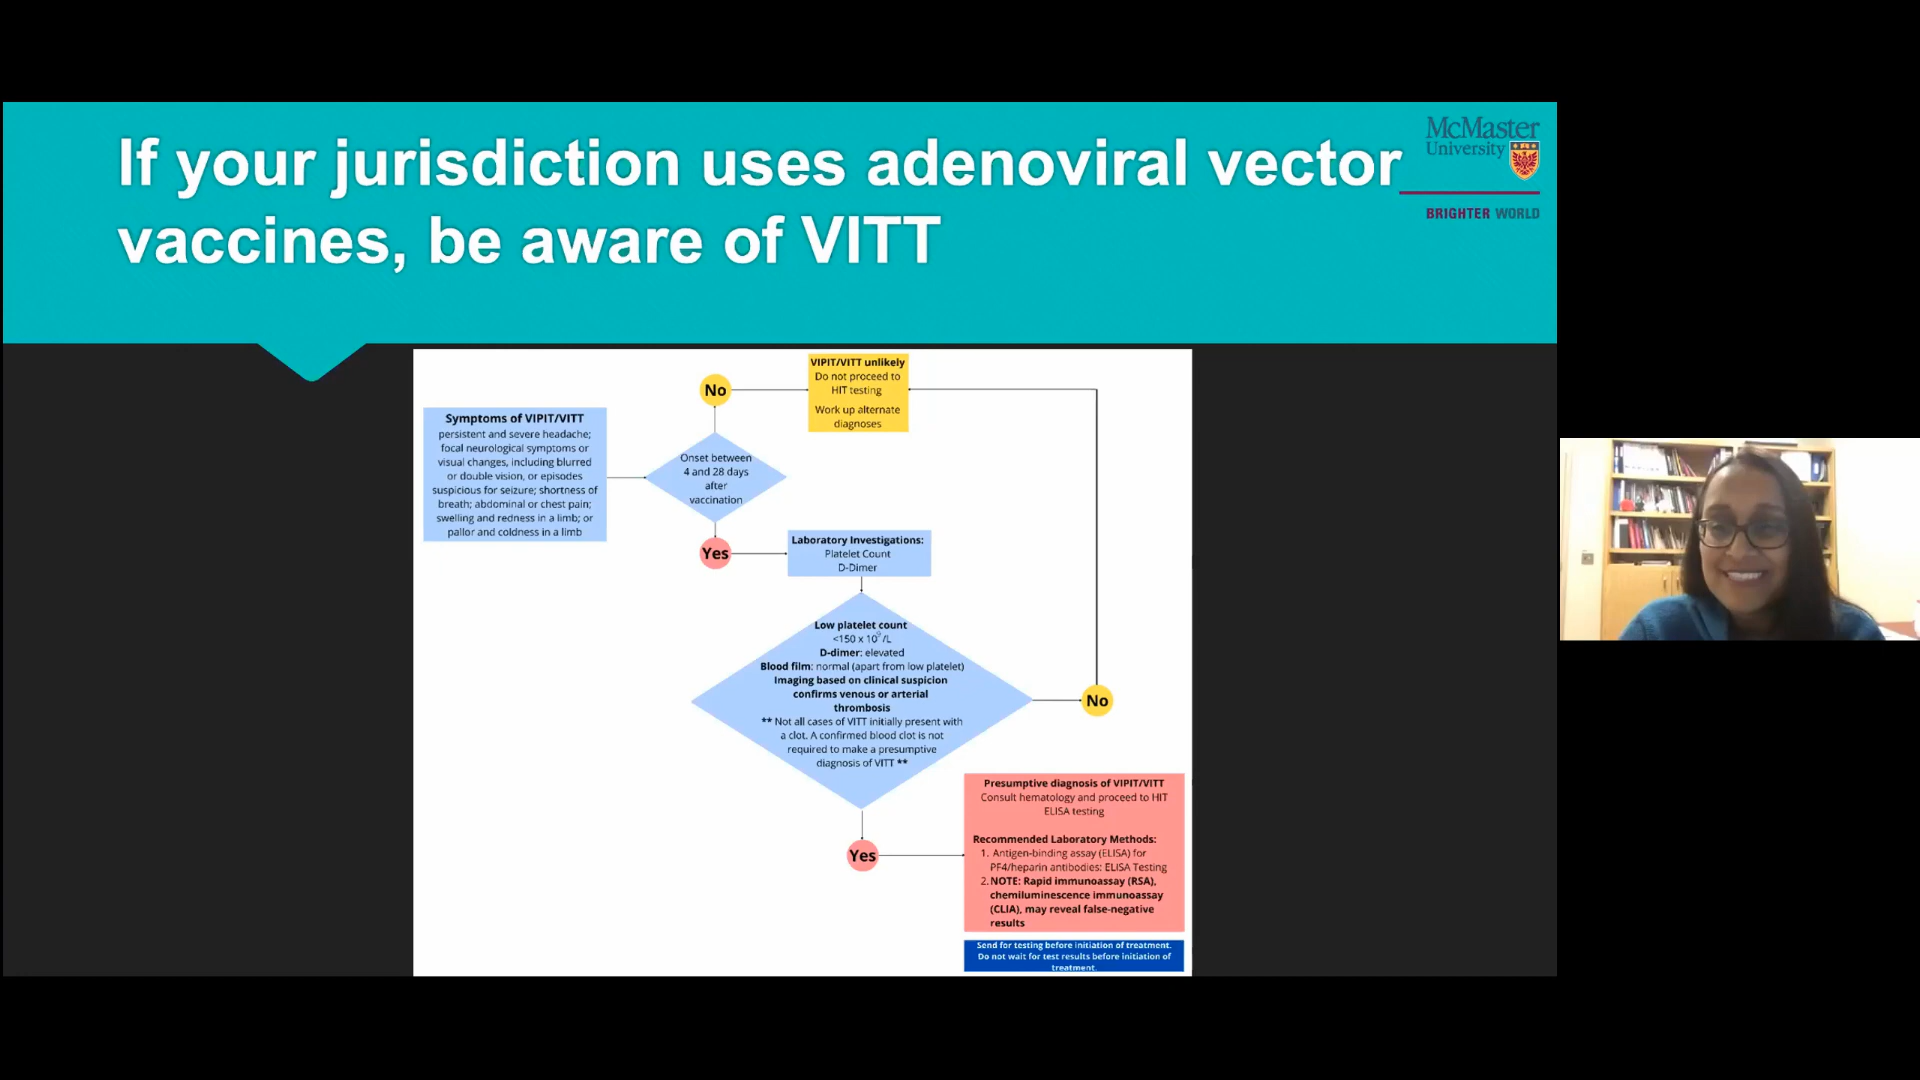 If your jurisdiction uses adenoviral vector
vaccines, be aware of VITT
McMaster
University
BRIGHTER WORLD
Symptoms of VIPIT/VITT
persistent and severe headache;
focal neurological symptoms or
visual changes, including blurred
or double vision, or episodes
suspicious for seizure; shortness of
breath; abdominal or chest pain;
swelling and redness in a limb; or
pallor and coldness in a limb
Onset between
4 and 28 days
after
vaccination
No
VIPIT/VITT unlikely
Do not proceed to
HIT testing
Work up alternate
diagnoses
Yes
Laboratory Investigations:
Platelet Count
D-Dimer
Low platelet count
<150 x 10⁹/L
D-dimer: elevated
Blood film: normal (apart from low platelet)
Imaging based on clinical suspicion
confirms venous or arterial
thrombosis
** Not all cases of VITT initially present with
a clot. A confirmed blood clot is not
required to make a presumptive
diagnosis of VITT **
No
Yes
Presumptive diagnosis of VIPIT/VITT
Consult hematology and proceed to HIT
ELISA testing
Recommended Laboratory Methods:
1. Antigen-binding assay (ELISA) for
PF4/heparin antibodies: ELISA Testing
2. NOTE: Rapid immunoassay (RSA),
chemiluminescence immunoassay
(CLIA), may reveal false-negative
results
Send for testing before initiation of treatment.
Do not wait for test results before initiation of
treatment.